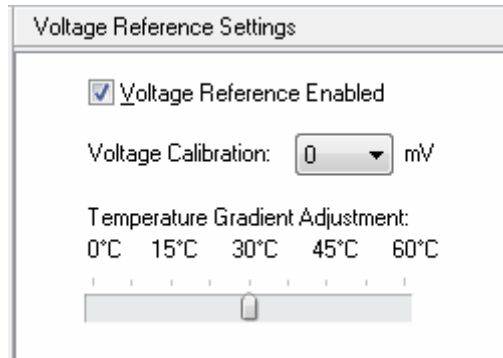 Voltage Reference Settings
Voltage Reference Enabled
Voltage Calibration: 0 mV
Temperature Gradient Adjustment:
0°C 15°C 30°C 45°C 60°C